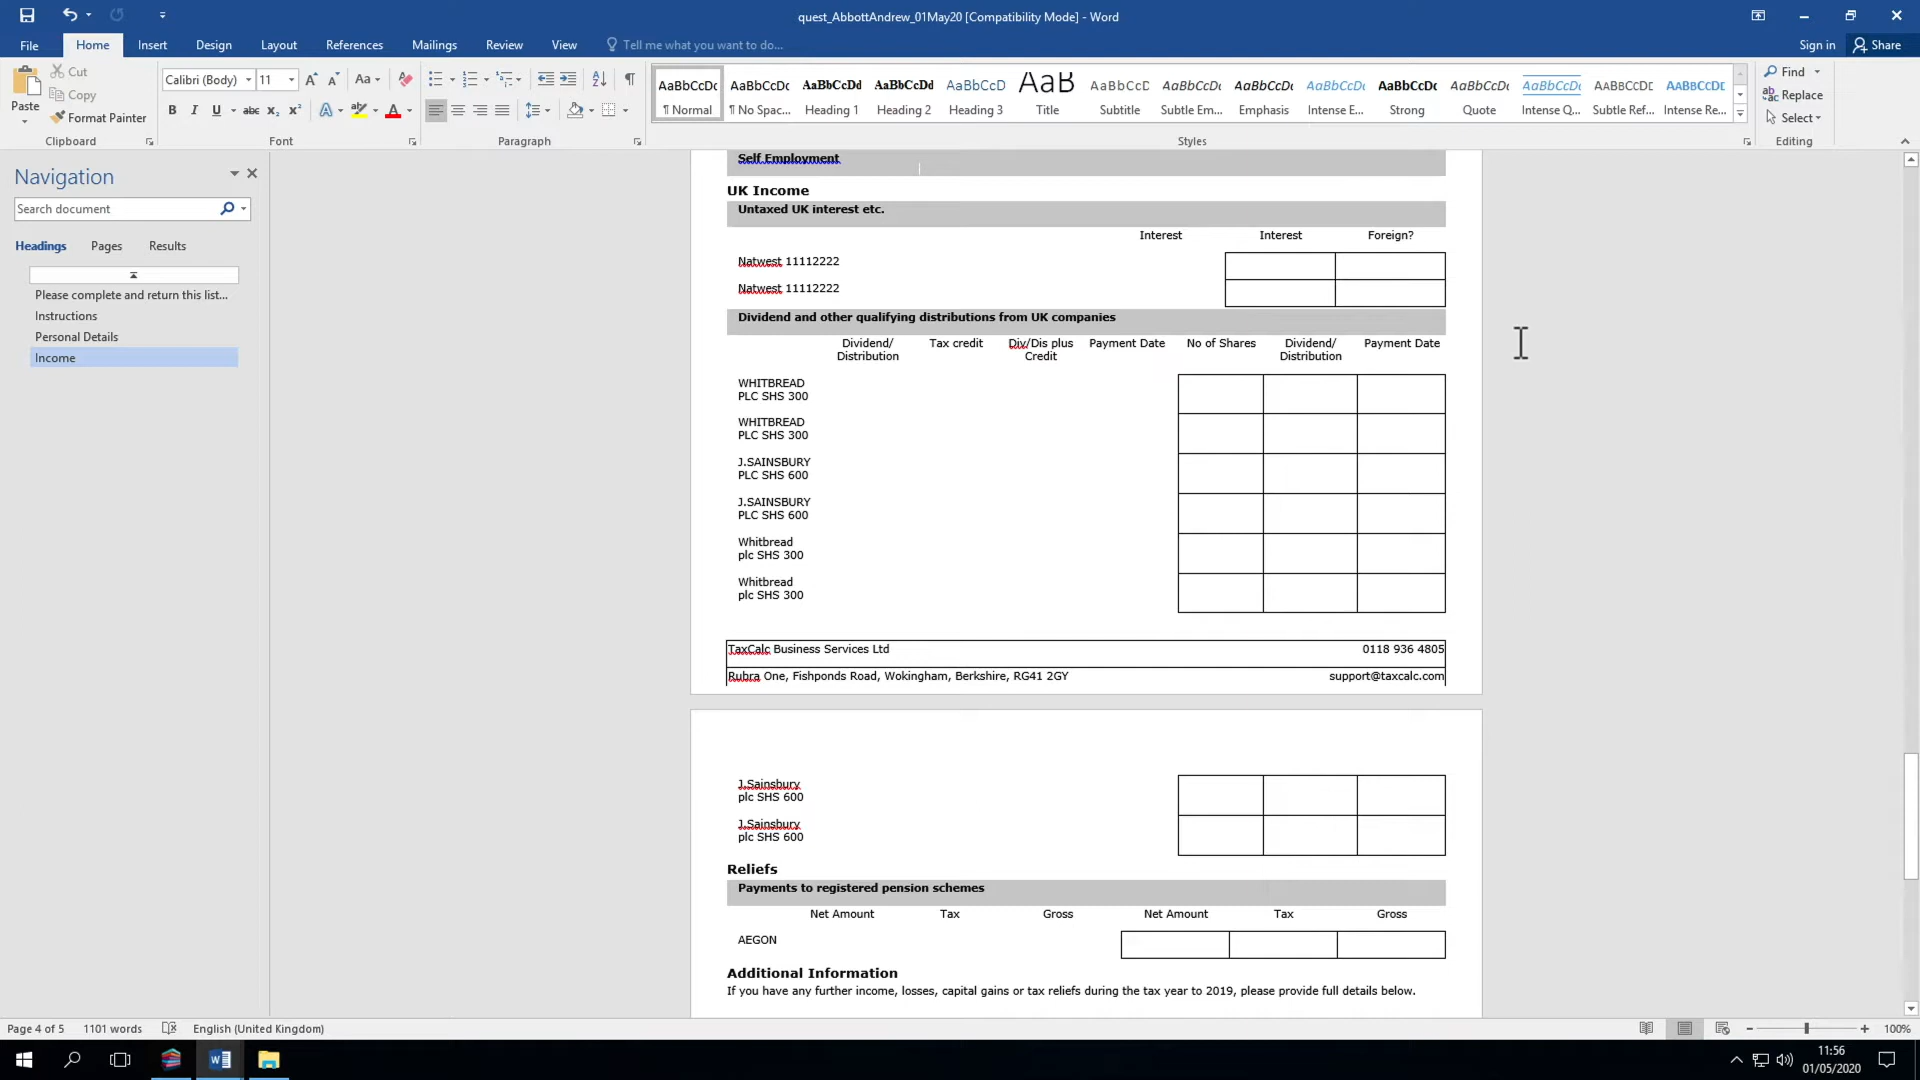 quest_AbbottAndrew_01May20 [Compatibility Mode] - Word
File Home Insert Design Layout References Mailings Review View Tell me what you want to do... Sign in Share
Paste
Cut
Copy
Format Painter
Clipboard
Calibri (Body) 11
Font
Paragraph
AaBbCcDc AaBbCcDc AaBbCcDd AaBbCcDd AaBbCcD AaB AaBbCcD AaBbCcDc AaBbCcDc AaBbCcDc AaBbCcDc AaBbCcDc AaBbCcDc AABBCCDC AABBCCDC
¶ Normal ¶ No Spac... Heading 1 Heading 2 Heading 3 Title Subtitle Subtle Em... Emphasis Intense E... Strong Quote Intense Q... Subtle Ref... Intense Re...
Styles
Find
Replace
Select
Editing
Navigation
Search document
Headings Pages Results
Please complete and return this list...
Instructions
Personal Details
Income
Self Employment
UK Income
Untaxed UK interest etc.
Interest Interest Foreign?
Natwest 11112222
Natwest 11112222
Dividend and other qualifying distributions from UK companies
Dividend/ Tax credit Div/Dis plus Payment Date No of Shares Dividend/ Payment Date
Distribution Credit Distribution
WHITBREAD
PLC SHS 300
WHITBREAD
PLC SHS 300
J.SAINSBURY
PLC SHS 600
J.SAINSBURY
PLC SHS 600
Whitbread
plc SHS 300
Whitbread
plc SHS 300
TaxCalc Business Services Ltd 0118 936 4805
Rubra One, Fishponds Road, Wokingham, Berkshire, RG41 2GY support@taxcalc.com
J.Sainsbury
plc SHS 600
J.Sainsbury
plc SHS 600
Reliefs
Payments to registered pension schemes
Net Amount Tax Gross Net Amount Tax Gross
AEGON
Additional Information
If you have any further income, losses, capital gains or tax reliefs during the tax year to 2019, please provide full details below.
Page 4 of 5 1101 words English (United Kingdom) 100%
11:56
01/05/2020